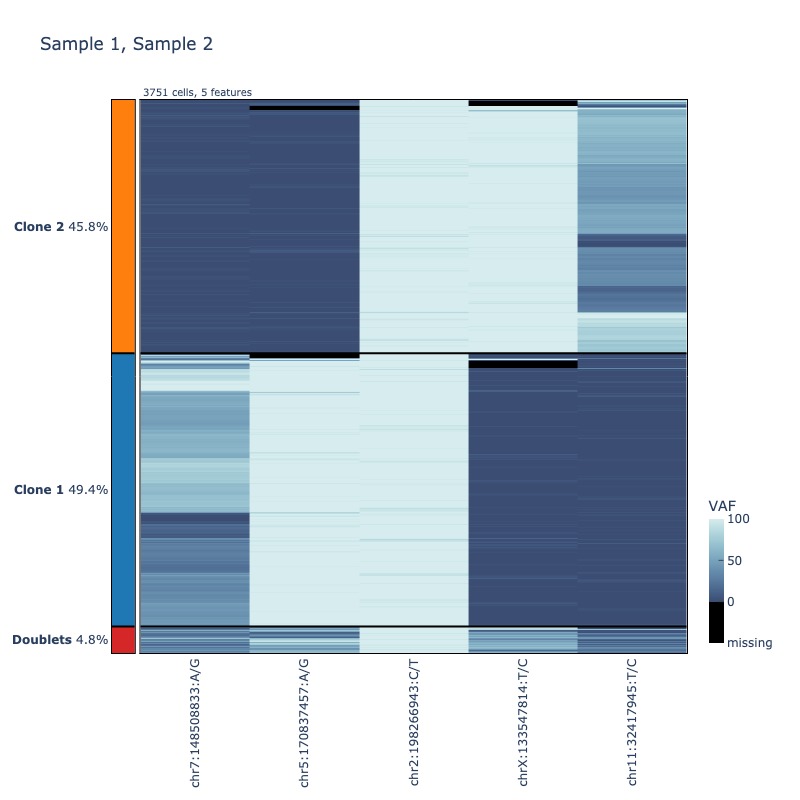 Sample 1, Sample 2
3751 cells, 5 features
Clone 2 45.8%
Clone 1 49.4%
Doublets 4.8%
VAF
100
50
0
missing
chr7:148508833:A/G
chr5:170837457:A/G
chr2:198266943:C/T
chrX:133547814:T/C
chr11:32417945:T/C